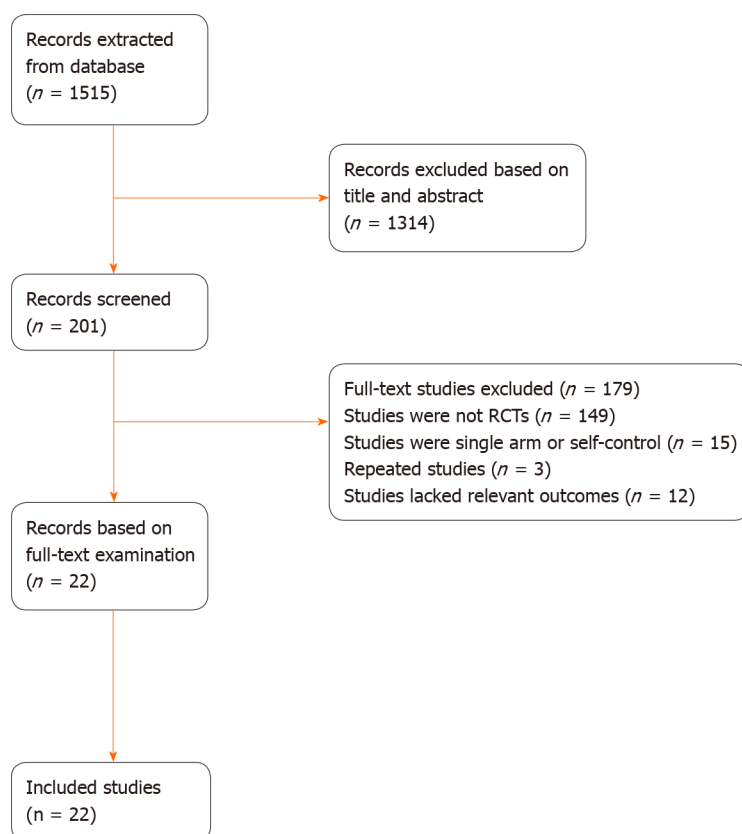 Records extracted
from database
(n = 1515)
Records excluded based on
title and abstract
(n = 1314)
Records screened
(n = 201)
Full-text studies excluded (n = 179)
Studies were not RCTs (n = 149)
Studies were single arm or self-control (n = 15)
Repeated studies (n = 3)
Studies lacked relevant outcomes (n = 12)
Records based on
full-text examination
(n = 22)
Included studies
(n = 22)